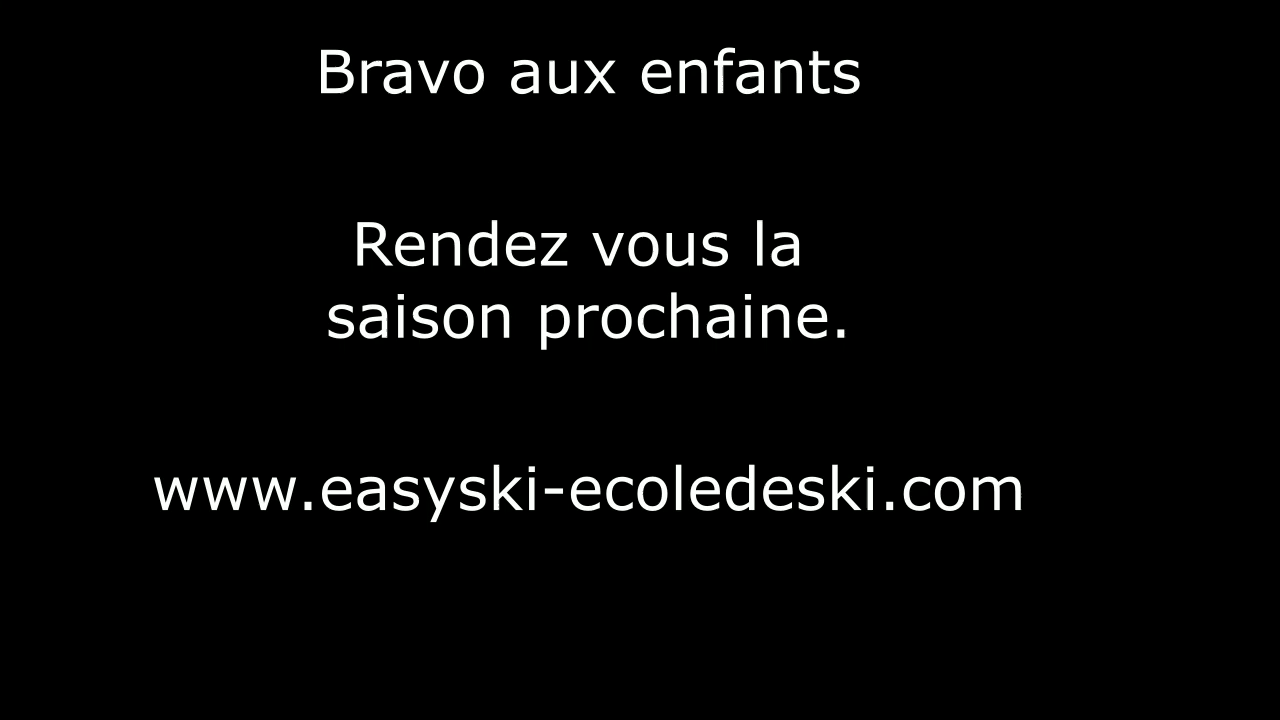 Bravo aux enfants
Rendez vous la
saison prochaine.
www.easyski-ecoledeski.com